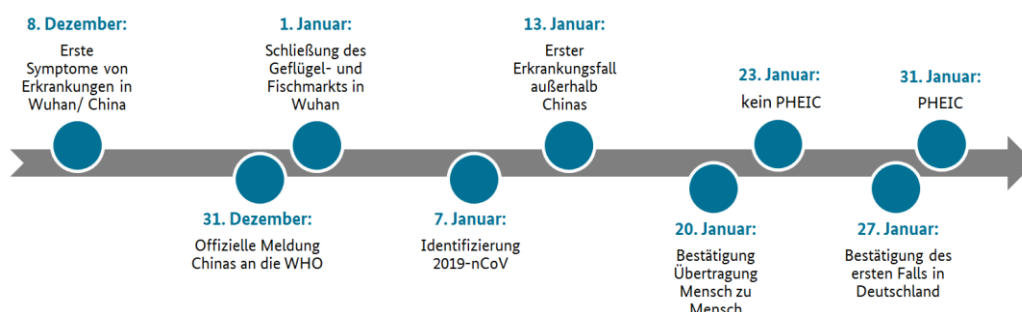 8. Dezember:
Erste
Symptome von
Erkrankungen in
Wuhan/ China
1. Januar:
Schließung des
Geflügel- und
Fischmarkts in
Wuhan
13. Januar:
Erster
Erkrankungsfall
außerhalb
Chinas
23. Januar:
kein PHEIC
31. Januar:
PHEIC
31. Dezember:
Offizielle Meldung
Chinas an die WHO
7. Januar:
Identifizierung
2019-nCoV
20. Januar:
Bestätigung
Übertragung
Mensch zu
Mensch
27. Januar:
Bestätigung des
ersten Falls in
Deutschland